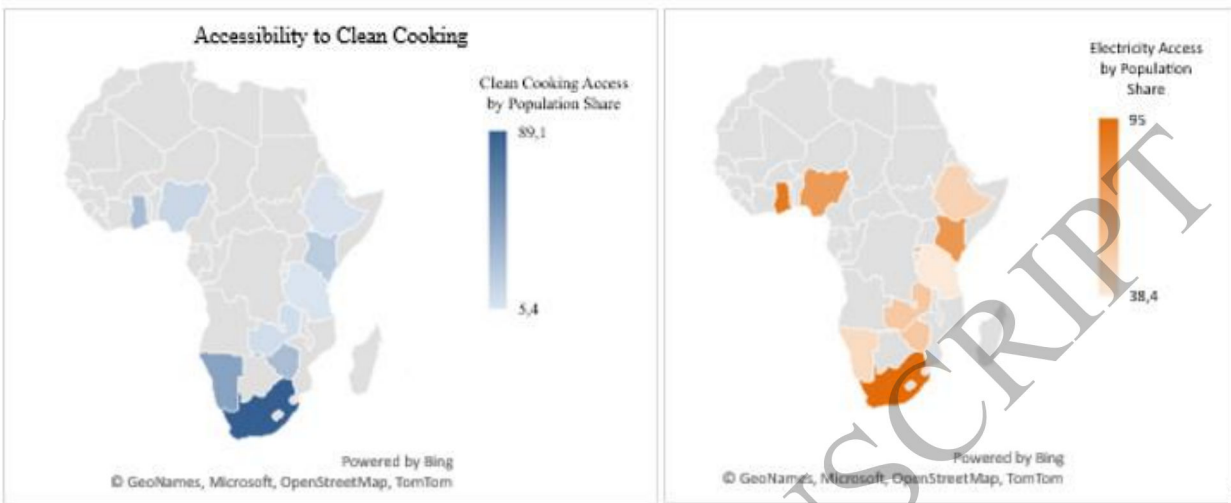 Accessibility to Clean Cooking
Clean Cooking Access
by Population Share
89,1
5,4
Powered by Bing
© GeoNames, Microsoft, OpenStreetMap, TomTom
Electricity Access
by Population
Share
95
38,4
Powered by Bing
© GeoNames, Microsoft, OpenStreetMap, TomTom
USCRIPT